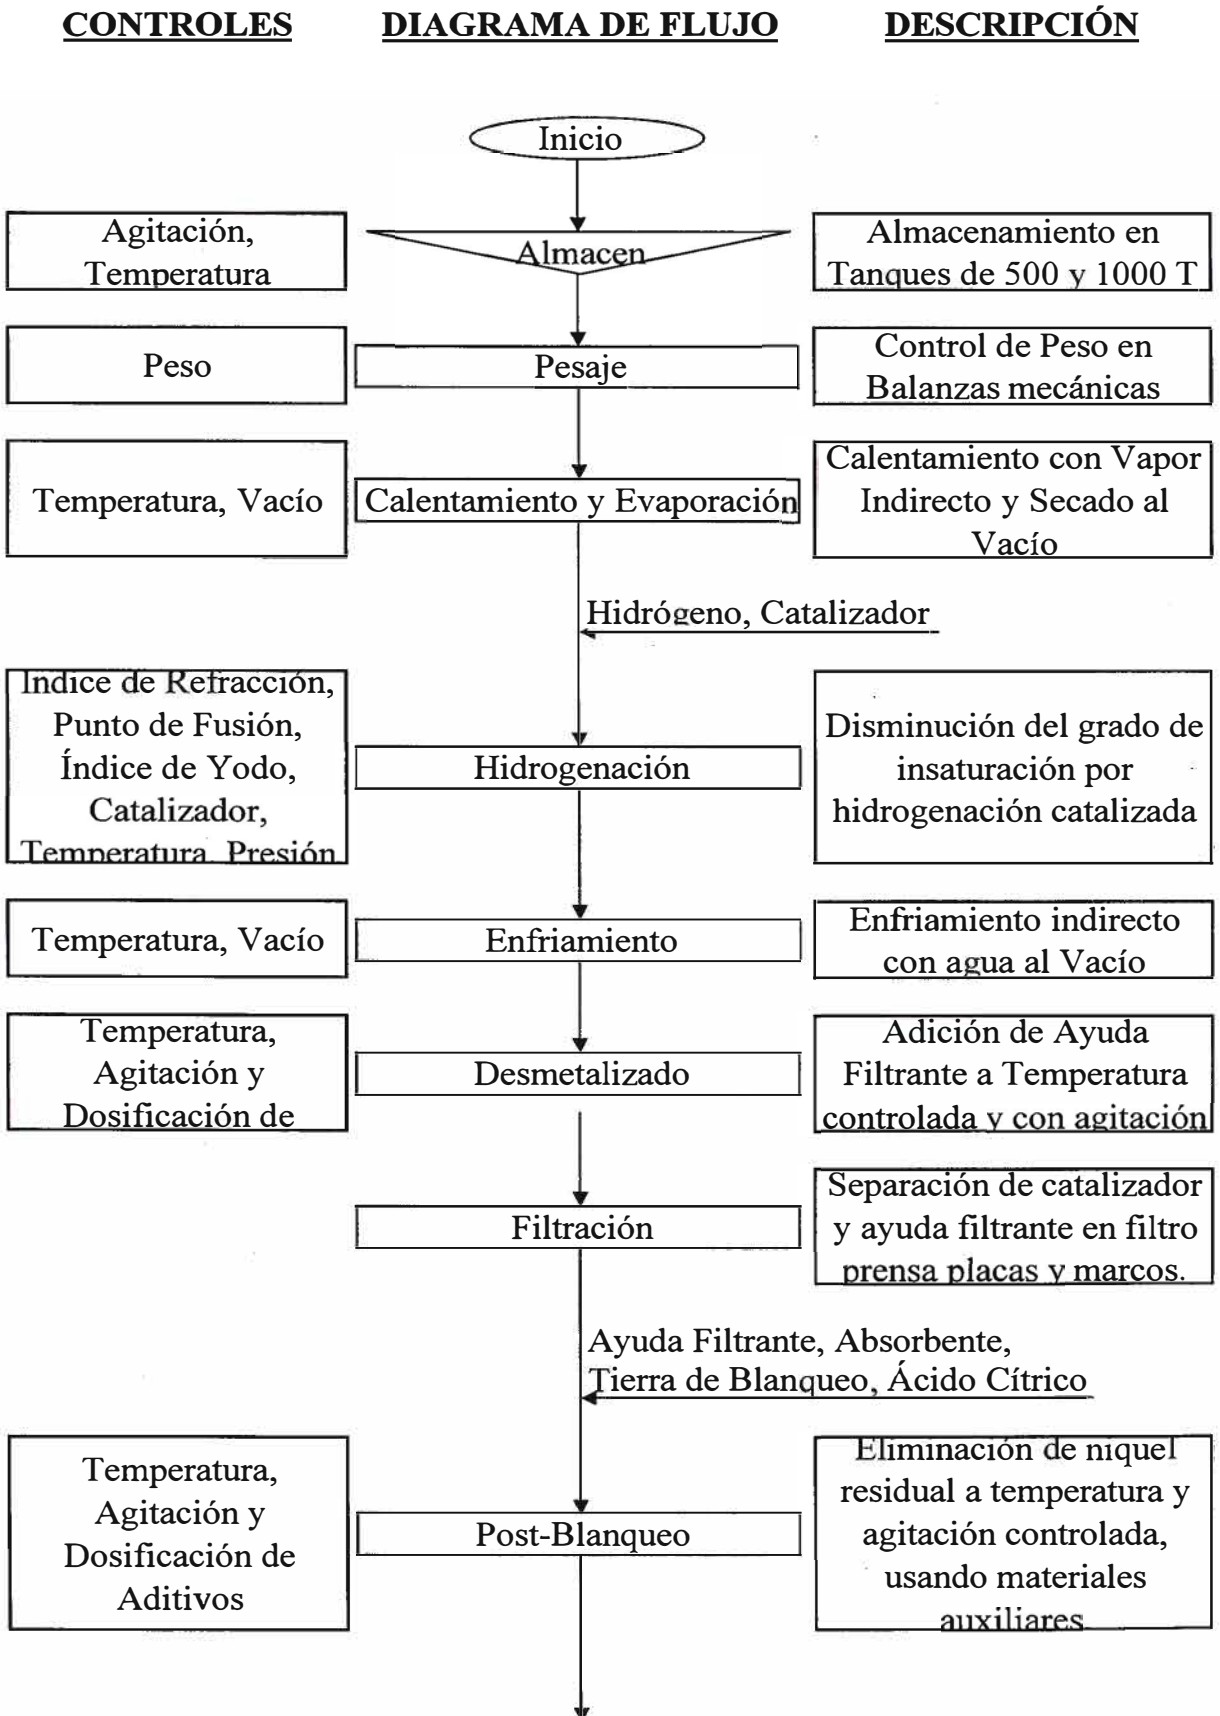 CONTROLES
DIAGRAMA DE FLUJO
DESCRIPCIÓN
Inicio
Agitación,
Temperatura
Almacen
Almacenamiento en
Tanques de 500 y 1000 T
Peso
Pesaje
Control de Peso en
Balanzas mecánicas
Temperatura, Vacío
Calentamiento y Evaporación
Calentamiento con Vapor
Indirecto y Secado al
Vacío
Hidrógeno, Catalizador
Indice de Refracción,
Punto de Fusión,
Índice de Yodo,
Catalizador,
Temperatura, Presión
Hidrogenación
Disminución del grado de
insaturación por
hidrogenación catalizada
Temperatura, Vacío
Enfriamiento
Enfriamiento indirecto
con agua al Vacío
Temperatura,
Agitación y
Dosificación de
Desmetalizado
Adición de Ayuda
Filtrante a Temperatura
controlada y con agitación
Filtración
Separación de catalizador
y ayuda filtrante en filtro
prensa placas y marcos.
Ayuda Filtrante, Absorbente,
Tierra de Blanqueo, Ácido Cítrico
Temperatura,
Agitación y
Dosificación de
Aditivos
Post-Blanqueo
Eliminación de níquel
residual a temperatura y
agitación controlada,
usando materiales
auxiliares